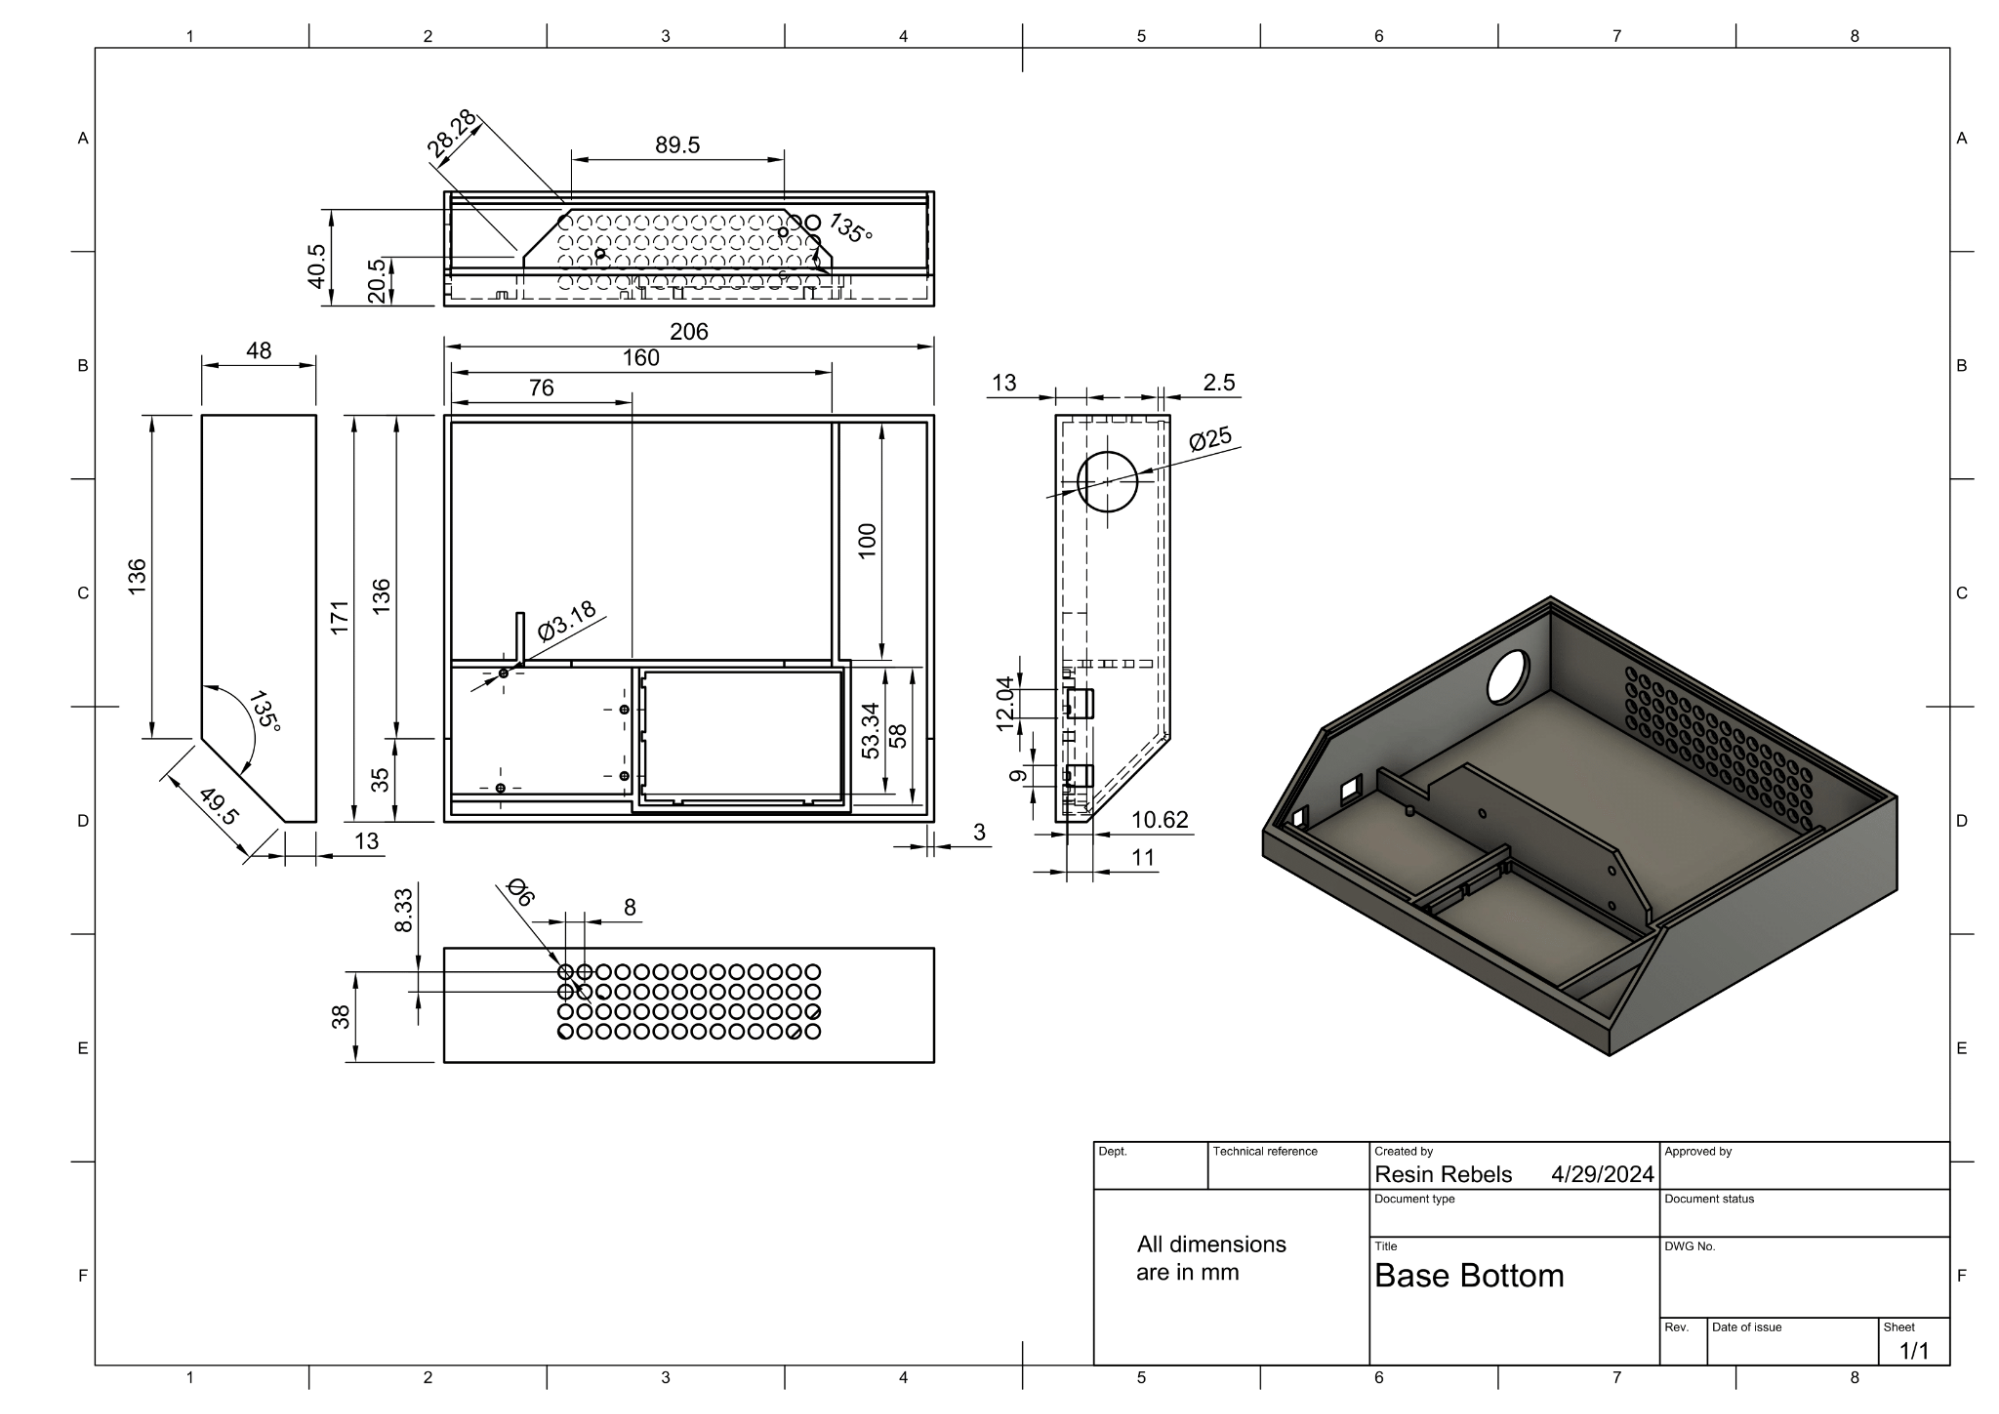 1 2 3 4 5 6 7 8
A A
28.28
89.5
135°
40.5
20.5
206
B B
160
48
76
13
2.5
Ø25
136
171
136
100
C C
Ø3.18
135°
12.04
53.34
58
35
9
49.5
D D
13
3
10.62
11
Ø6
8
8.33
38
E E
Dept.
Technical reference
Created by
Resin Rebels 4/29/2024
Approved by
Document type
Document status
All dimensions
are in mm
Title
Base Bottom
DWG No.
F F
Rev.
Date of issue
Sheet
1/1
1 2 3 4 5 6 7 8